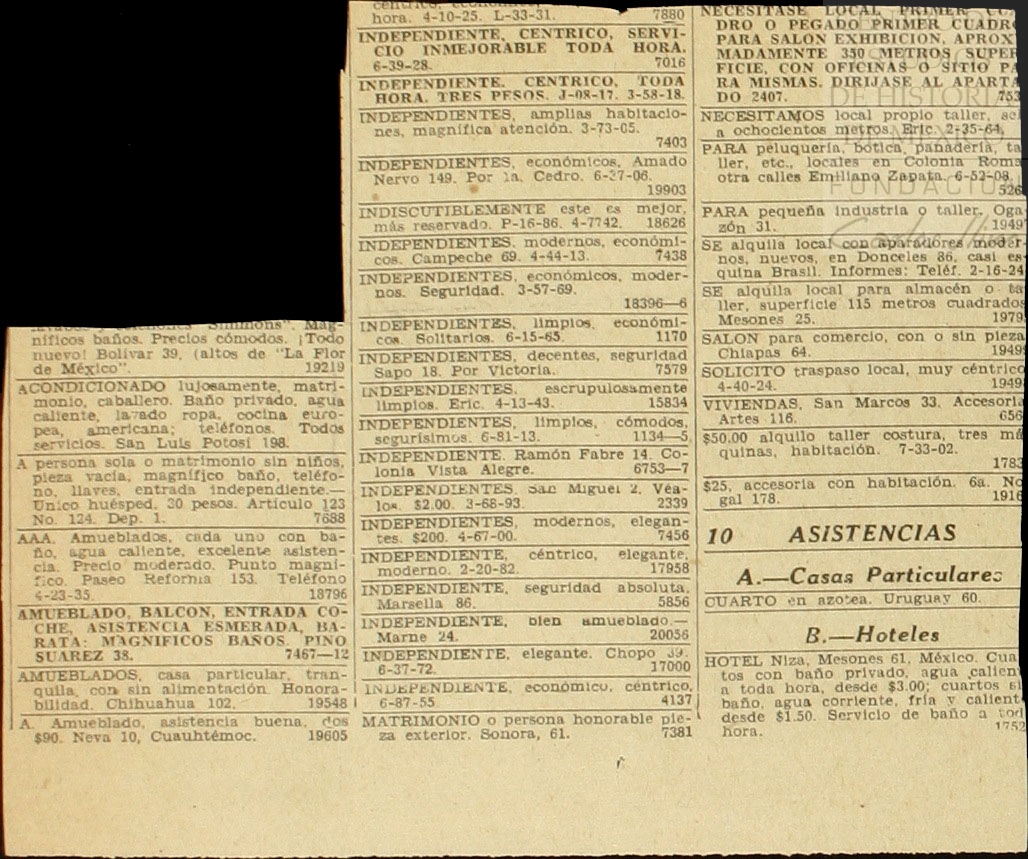 níficos baños. Precios cómodos. ¡Todo
nuevo! Bolívar 39, (altos de "La Flor
de México". 19219
ACONDICIONADO lujosamente, matri-
monio, caballero. Baño privado, agua
caliente, lavado ropa, cocina euro-
pea, americana; teléfonos. Todos
servicios. San Luis Potosí 198.
A persona sola o matrimonio sin niños,
pieza vacía, magnífico baño, teléfo-
no, llaves, entrada independiente.—
Unico huésped. 30 pesos. Artículo 123
No. 124. Dep. 1. 7688
AAA. Amueblados, cada uno con ba-
ño, agua caliente, excelente asisten-
cia. Precio moderado. Punto magní-
fico. Paseo Reforma 153. Teléfono
4-23-35. 18796
AMUEBLADO, BALCON, ENTRADA CO-
CHE, ASISTENCIA ESMERADA, BA-
RATA: MAGNIFICOS BAÑOS. PINO
SUAREZ 38. 7467—12
AMUEBLADOS, casa particular, tran-
quila, con sin alimentación. Honora-
bilidad. Chihuahua 102. 19548
A Amueblado, asistencia buena, dos
$90. Neva 10, Cuauhtémoc. 19605
hora. 4-10-25. L-33-31. 7880
INDEPENDIENTE, CENTRICO, SERVI-
CIO INMEJORABLE TODA HORA.
6-39-28. 7016
INDEPENDIENTE. CENTRICO, TODA
HORA. TRES PESOS. J-08-17. 3-58-18.
INDEPENDIENTES, amplias habitacio-
nes, magnífica atención. 3-73-05.
7403
INDEPENDIENTES, económicos, Amado
Nervo 149. Por la. Cedro. 6-37-06.
19903
INDISCUTIBLEMENTE este es mejor,
más reservado. P-16-86. 4-7742. 18626
INDEPENDIENTES, modernos, económi-
cos. Campeche 69. 4-44-13. 7438
INDEPENDIENTES, económicos, moder-
nos. Seguridad. 3-57-69.
18396—6
INDEPENDIENTES, limpios, económi-
cos. Solitarios. 6-15-65. 1170
INDEPENDIENTES, decentes, seguridad
Sapo 18. Por Victoria. 7579
INDEPENDIENTES, escrupulosamente
limpios. Eric. 4-13-43. 15834
INDEPENDIENTES, limpios, cómodos,
segurísimos. 6-81-13. 1134—5
INDEPENDIENTE. Ramón Fabre 14. Co-
lonia Vista Alegre. 6753—7
INDEPENDIENTES. San Miguel 2. Véa-
los. $2.00. 3-68-93. 2339
INDEPENDIENTES, modernos, elegan-
tes. $200. 4-67-00. 7456
INDEPENDIENTE, céntrico, elegante,
moderno. 2-20-82. 17958
INDEPENDIENTE, seguridad absoluta,
Marsella 86. 5856
INDEPENDIENTE, bien amueblado.—
Marne 24. 20056
INDEPENDIENTE, elegante. Chopo 39.
6-37-72. 17000
INDEPENDIENTE, económico, céntrico,
6-87-55 4137
MATRIMONIO o persona honorable pie-
za exterior. Sonora, 61. 7381
NECESITASE LOCAL PRIMER CUA
DRO O PEGADO PRIMER CUADRO
PARA SALON EXHIBICION, APROXI
MADAMENTE 350 METROS SUPER
FICIE, CON OFICINAS O SITIO PA
RA MISMAS. DIRIJASE AL APARTA
DO 2407. 753
NECESITAMOS local propio taller, sei
a ochocientos metros. Eric. 2-35-64.
PARA peluquería, botica, panadería, ta
ller, etc., locales en Colonia Roma
otra calles Emiliano Zapata. 6-52-08.
526
PARA pequeña industria o taller. Oga
zón 31. 1949
SE alquila local con aparadores moder
nos, nuevos, en Donceles 86, casi es
quina Brasil. Informes: Teléf. 2-16-24
SE alquila local para almacén o ta
ller, superficie 115 metros cuadrados
Mesones 25. 1979
SALON para comercio, con o sin pieza
Chiapas 64. 1949
SOLICITO traspaso local, muy céntrico
4-40-24. 1949
VIVIENDAS, San Marcos 33. Accesoria
Artes 116. 656
$50.00 alquilo taller costura, tres má
quinas, habitación. 7-33-02.
1783
$25, accesoria con habitación. 6a. No
gal 178. 1916
10 ASISTENCIAS
A.—Casas Particulares
CUARTO en azotea. Uruguay 60.
B.—Hoteles
HOTEL Niza, Mesones 61, México. Cuar
tos con baño privado, agua calien
a toda hora, desde $3.00; cuartos si
baño, agua corriente, fría y calient
desde $1.50. Servicio de baño a tod
hora. 1752
DE HISTORIA
DE MÉXICO
FUNDACIÓN